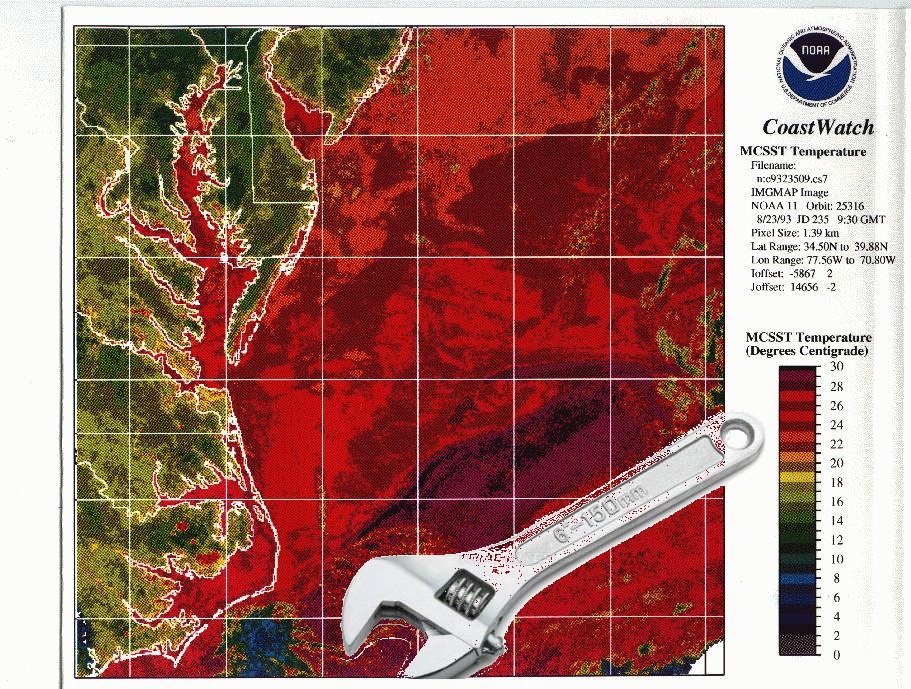 NOAA
NATIONAL OCEANIC AND ATMOSPHERIC ADMINISTRATION
U.S. DEPARTMENT OF COMMERCE
CoastWatch
MCSST Temperature
Filename:
n:c9323509.cs7
IMGMAP Image
NOAA 11 Orbit: 25316
8/23/93 JD 235 9:30 GMT
Pixel Size: 1.39 km
Lat Range: 34.50N to 39.88N
Lon Range: 77.56W to 70.80W
Ioffset: -5867 2
Joffset: 14656 -2
MCSST Temperature
(Degrees Centigrade)
30
28
26
24
22
20
18
16
14
12
10
8
6
4
2
0
6"-150mm